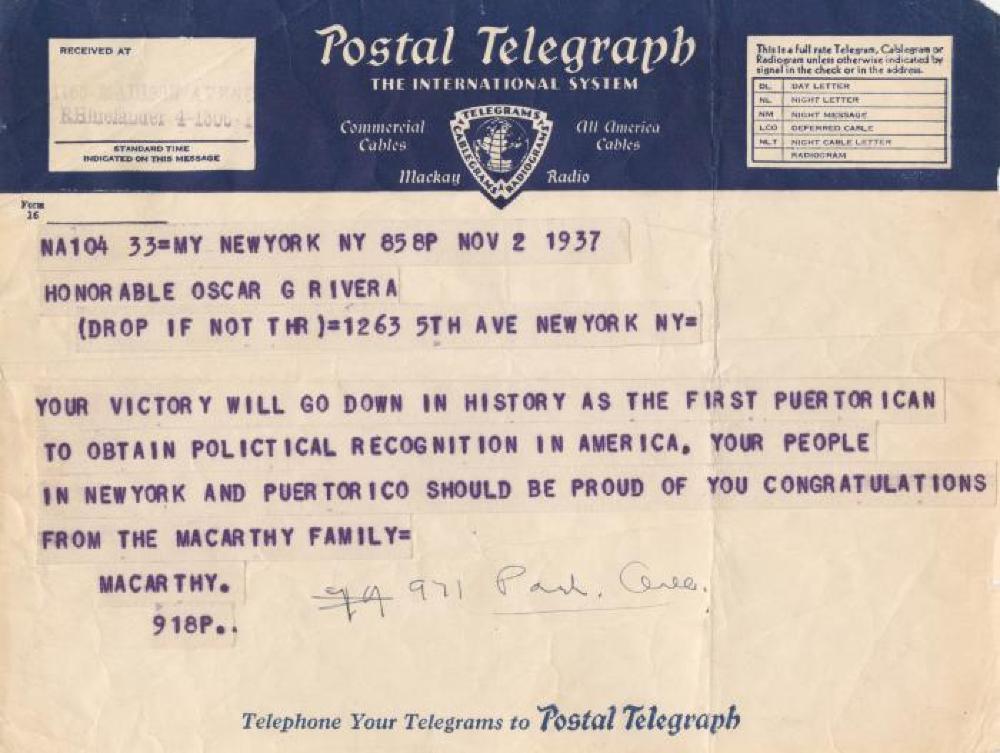 RECEIVED AT
STANDARD TIME
INDICATED ON THIS MESSAGE
Postal Telegraph
THE INTERNATIONAL SYSTEM
Commercial
Cables
All America
Cables
Mackay Radio
TELEGRAMS
CABLEGRAMS
RADIOGRAMS
This is a full rate Telegram, Cablegram or
Radiogram unless otherwise indicated by
signal in the check or in the address.
DL DAY LETTER
NL NIGHT LETTER
NM NIGHT MESSAGE
LCO DEFERRED CABLE
NLT NIGHT CABLE LETTER
RADIOGRAM
Form
16
NA104 33=MY NEWYORK NY 858P NOV 2 1937
HONORABLE OSCAR G RIVERA
(DROP IF NOT THR)=1263 5TH AVE NEWYORK NY=
YOUR VICTORY WILL GO DOWN IN HISTORY AS THE FIRST PUERTORICAN
TO OBTAIN POLICTICAL RECOGNITION IN AMERICA. YOUR PEOPLE
IN NEWYORK AND PUERTORICO SHOULD BE PROUD OF YOU CONGRATULATIONS
FROM THE MACARTHY FAMILY=
MACARTHY.
971 Park. Ave.
918P..
Telephone Your Telegrams to Postal Telegraph